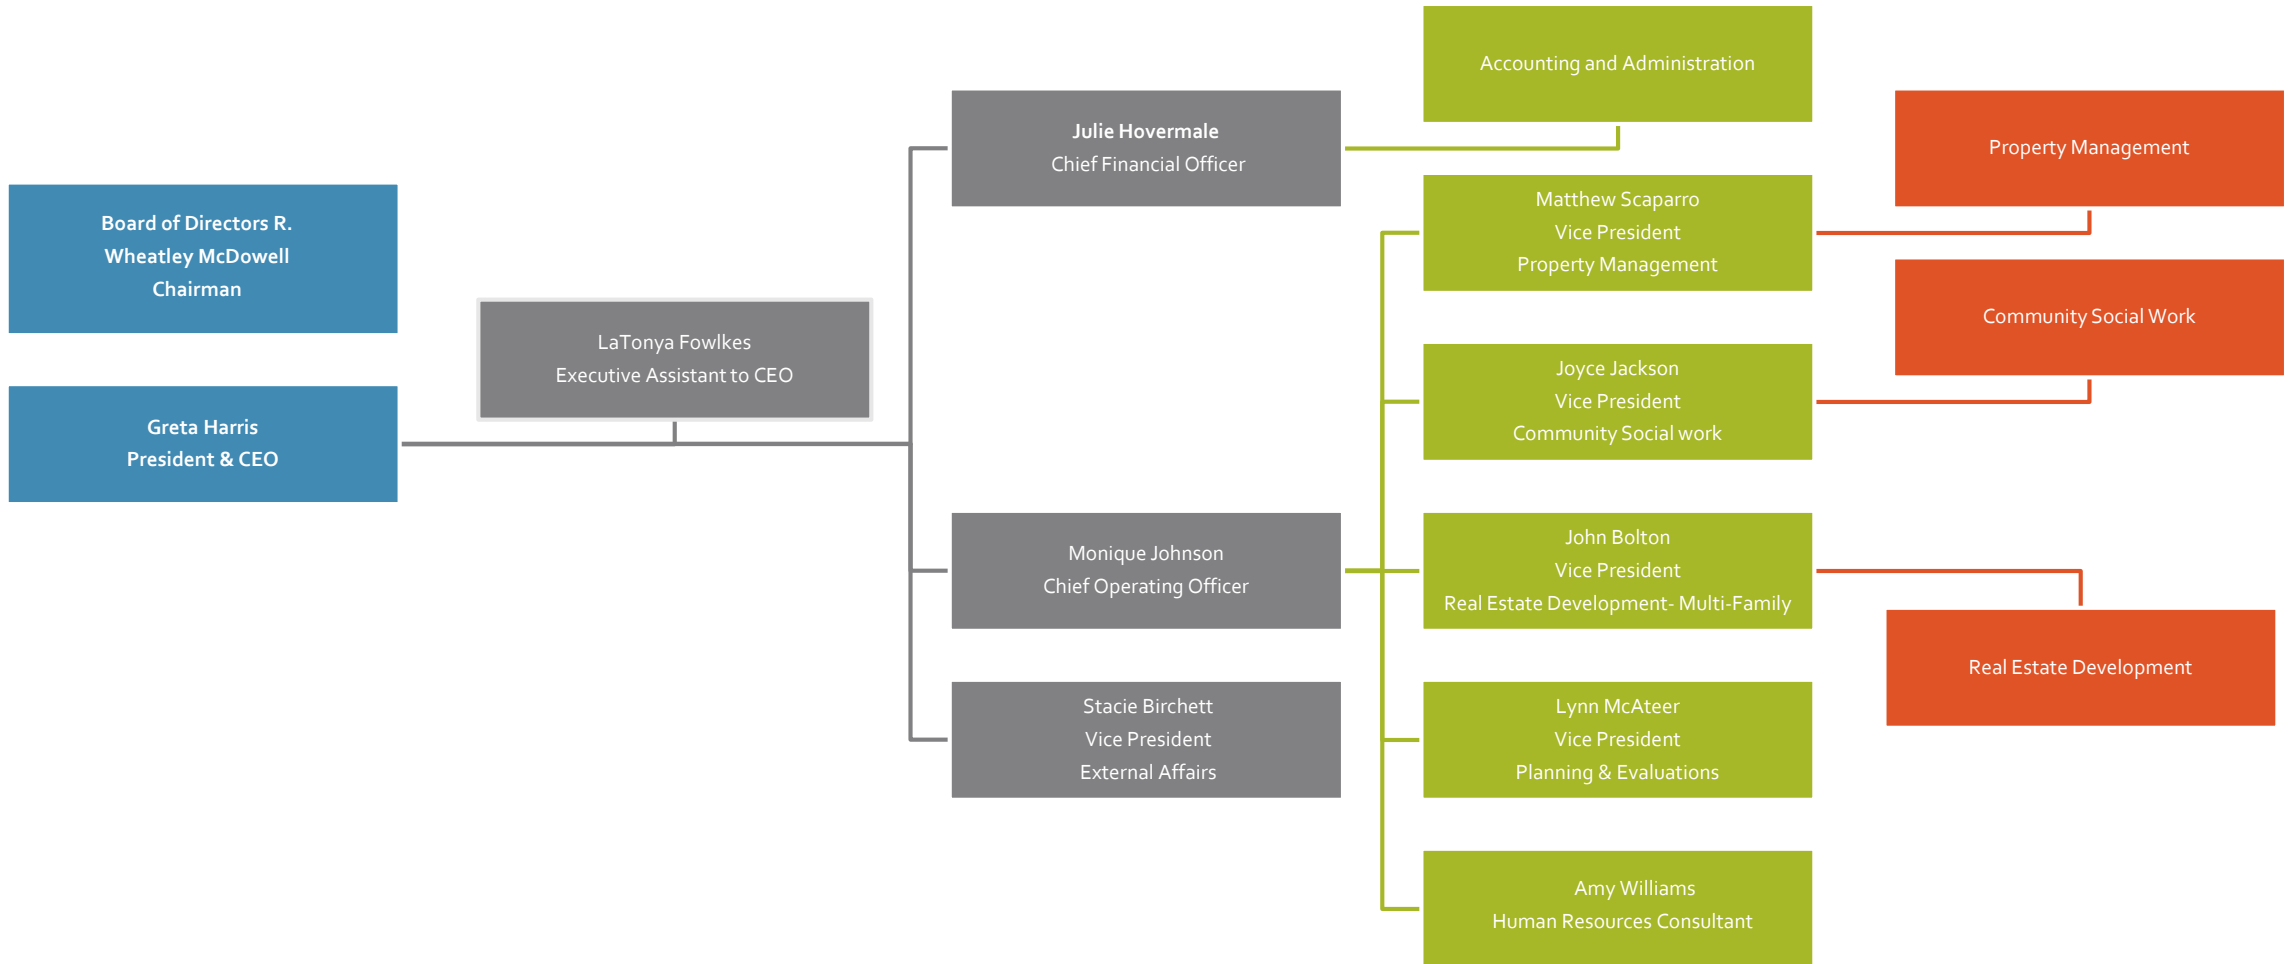 Board of Directors R.
Wheatley McDowell
Chairman
Greta Harris
President & CEO
LaTonya Fowlkes
Executive Assistant to CEO
Julie Hovermale
Chief Financial Officer
Monique Johnson
Chief Operating Officer
Stacie Birchett
Vice President
External Affairs
Accounting and Administration
Matthew Scaparro
Vice President
Property Management
Joyce Jackson
Vice President
Community Social work
John Bolton
Vice President
Real Estate Development- Multi-Family
Lynn McAteer
Vice President
Planning & Evaluations
Amy Williams
Human Resources Consultant
Property Management
Community Social Work
Real Estate Development